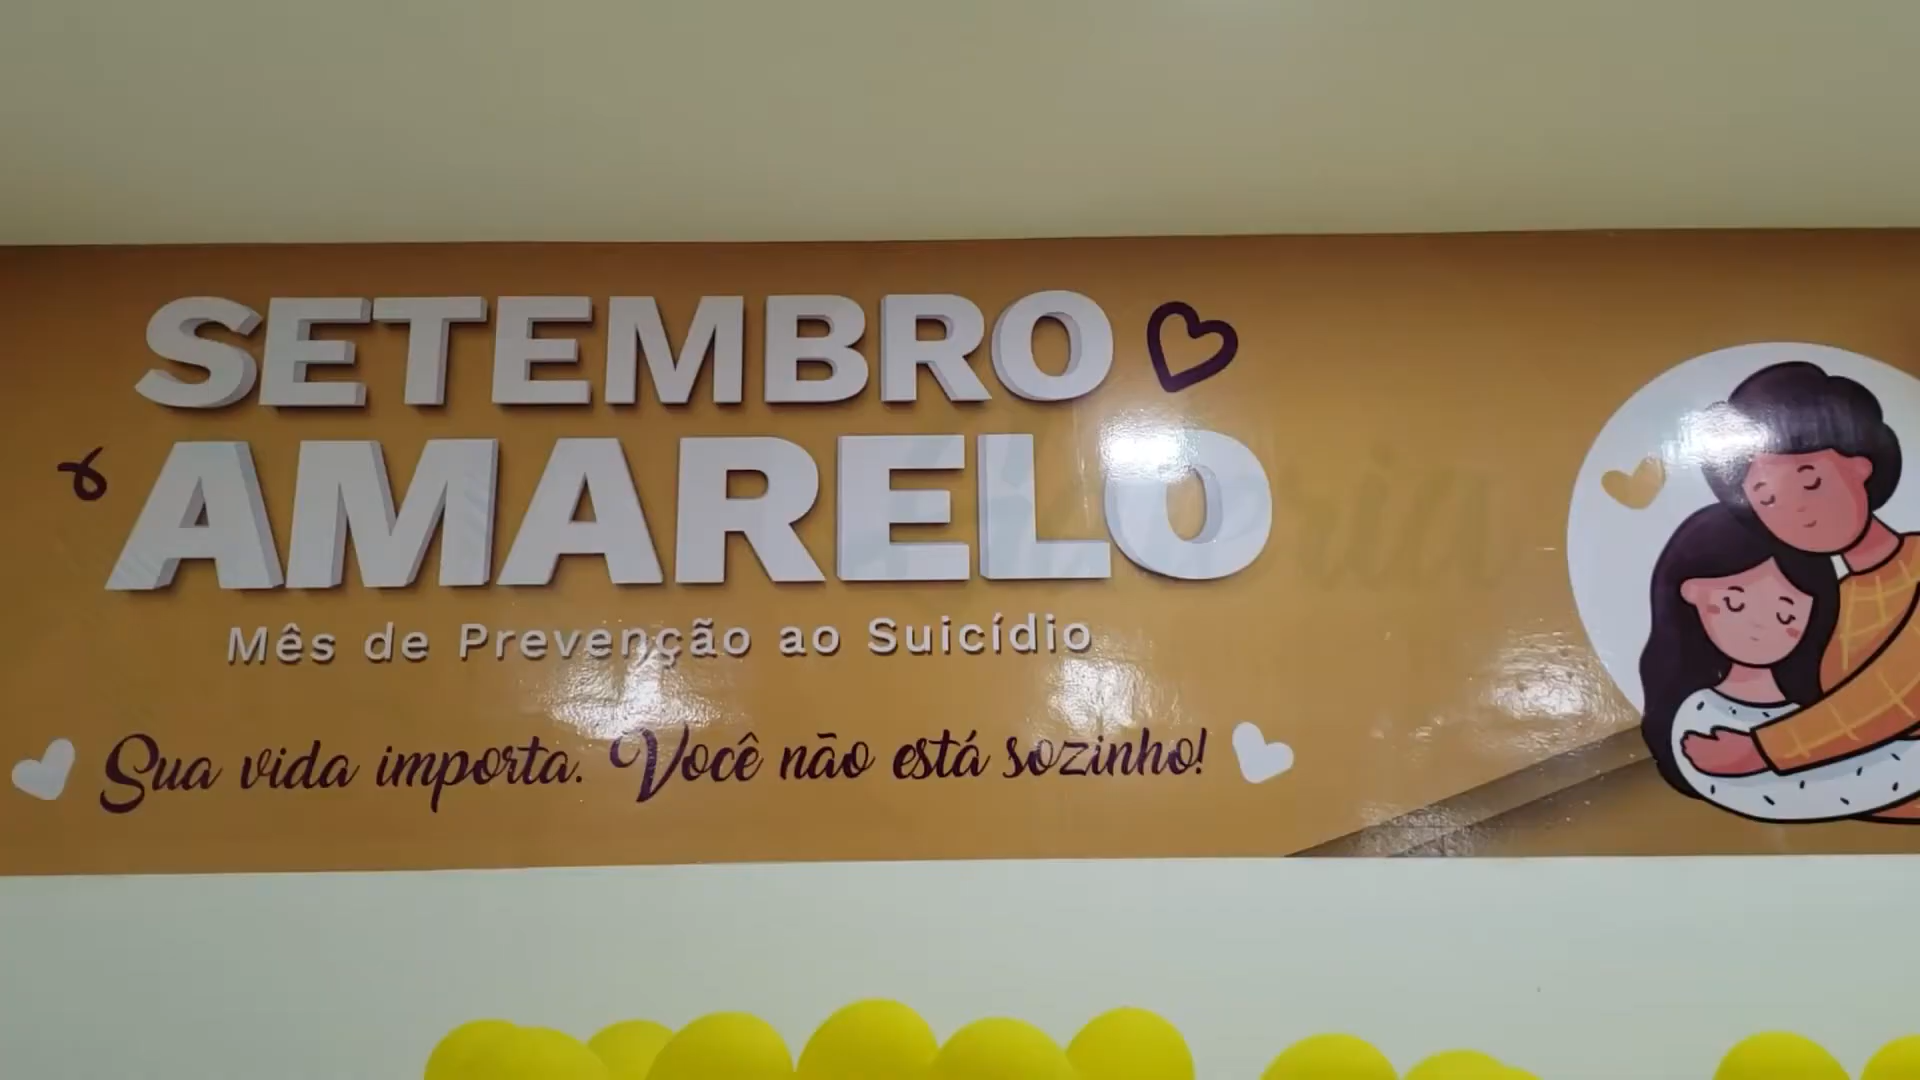 SETEMBRO
AMARELO
Mês de Prevenção ao Suicídio
Sua vida importa. Você não está sozinho!